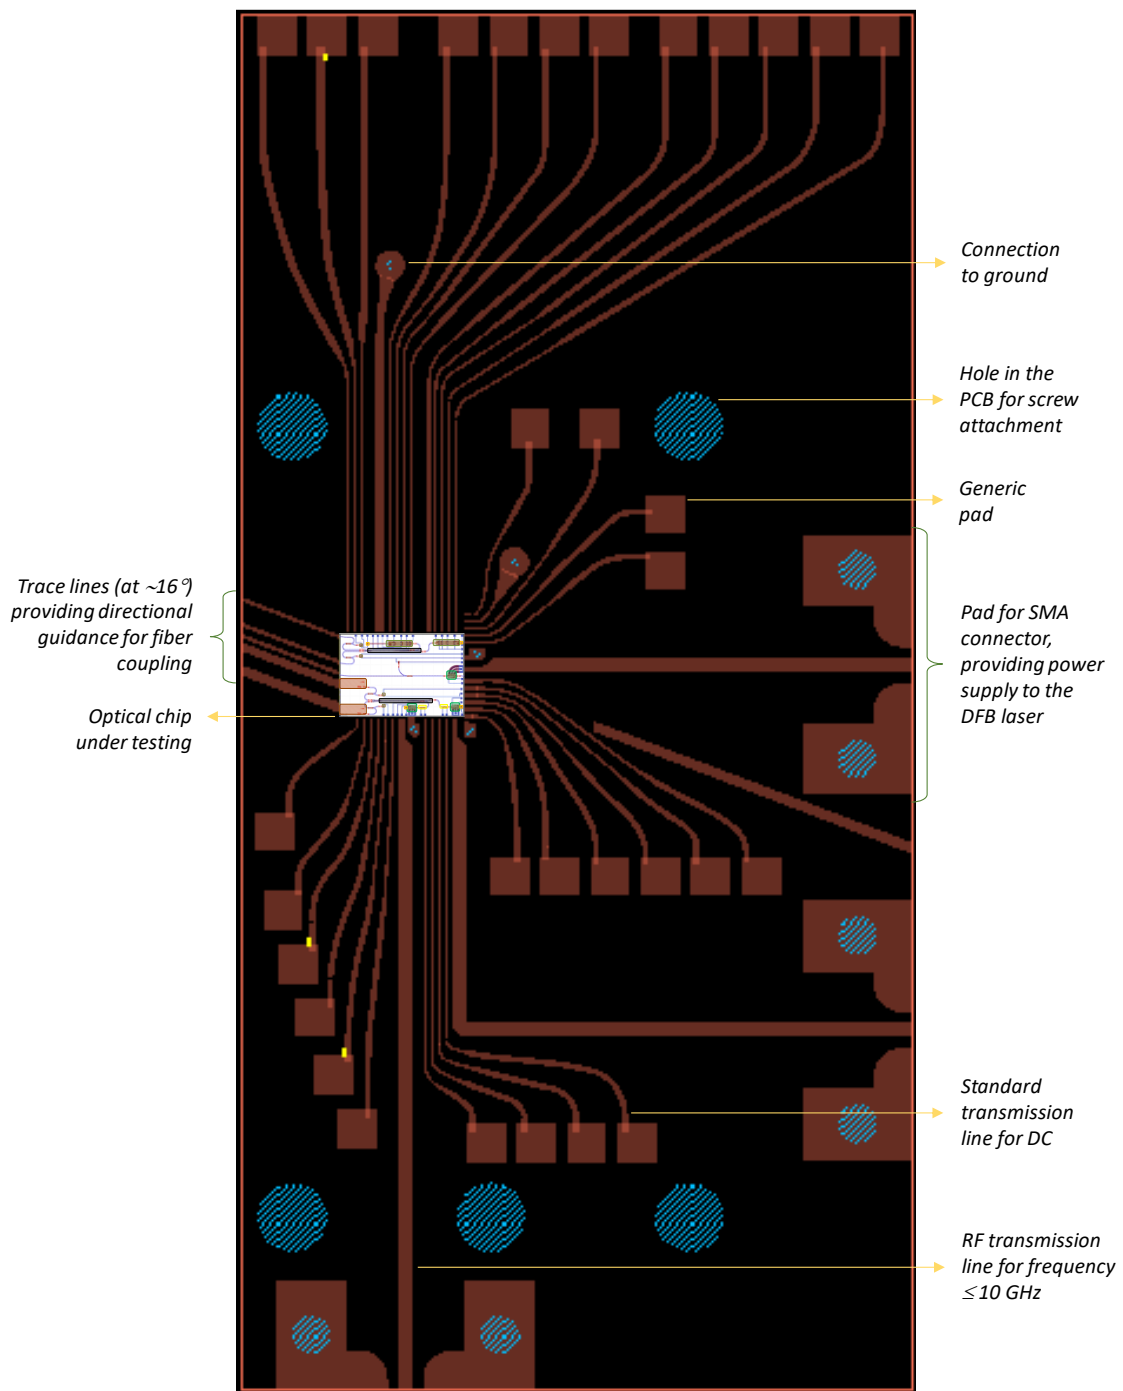 Connection
to ground
Hole in the
PCB for screw
attachment
Generic
pad
Trace lines (at ~16°)
providing directional
guidance for fiber
coupling
Pad for SMA
connector,
providing power
supply to the
DFB laser
Optical chip
under testing
Standard
transmission
line for DC
RF transmission
line for frequency
≤10 GHz